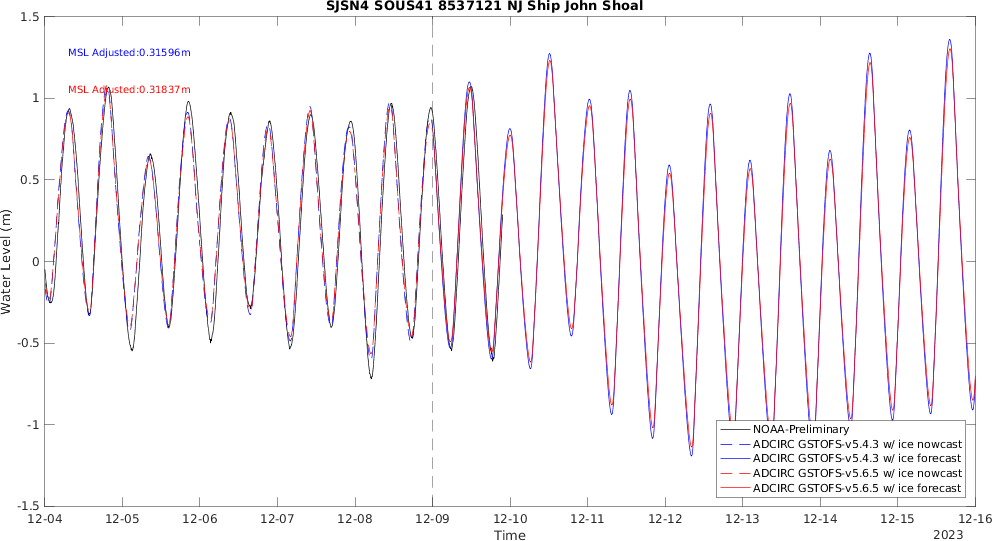 SJSN4 SOUS41 8537121 NJ Ship John Shoal
1.5
1
0.5
0
-0.5
-1
-1.5
Water Level (m)
MSL Adjusted:0.31596m
MSL Adjusted:0.31837m
NOAA-Preliminary
ADCIRC GSTOFS-v5.4.3 w/ ice nowcast
ADCIRC GSTOFS-v5.4.3 w/ ice forecast
ADCIRC GSTOFS-v5.6.5 w/ ice nowcast
ADCIRC GSTOFS-v5.6.5 w/ ice forecast
12-04 12-05 12-06 12-07 12-08 12-09 12-10 12-11 12-12 12-13 12-14 12-15 12-16
Time
2023